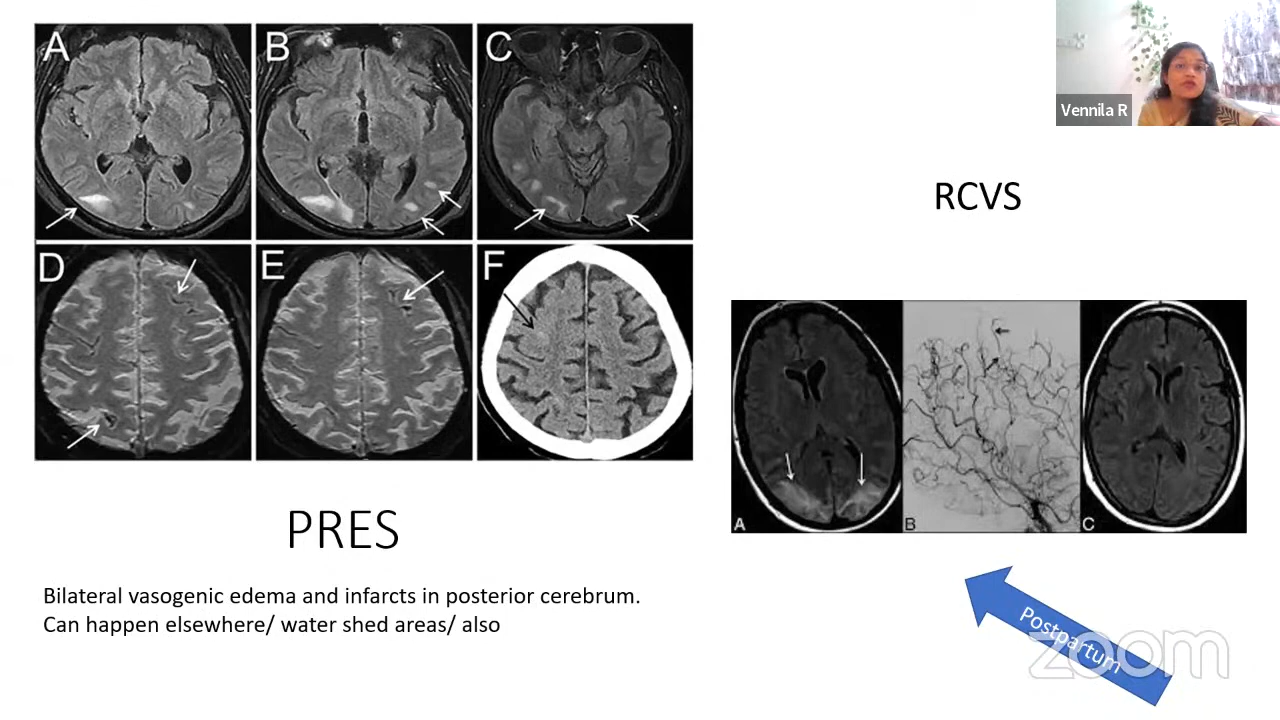 A
B
C
D
E
F
PRES
Bilateral vasogenic edema and infarcts in posterior cerebrum.
Can happen elsewhere/ water shed areas/ also
Vennila R
RCVS
A
B
C
Postpartum
zoom